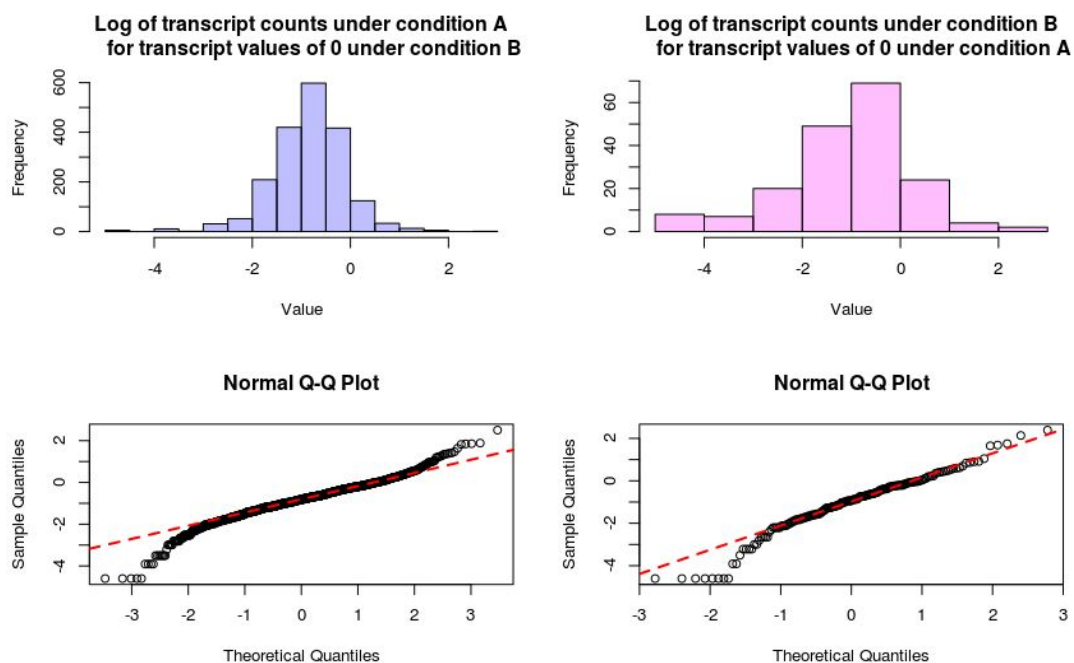 Log of transcript counts under condition A
for transcript values of 0 under condition B
Frequency
0
200
400
600
-4
-2
0
2
Value
Log of transcript counts under condition B
for transcript values of 0 under condition A
Frequency
0
20
40
60
-4
-2
0
2
Value
Normal Q-Q Plot
Sample Quantiles
-4
-2
0
2
-3
-2
-1
0
1
2
3
Theoretical Quantiles
Normal Q-Q Plot
Sample Quantiles
-4
-2
0
2
-3
-2
-1
0
1
2
3
Theoretical Quantiles